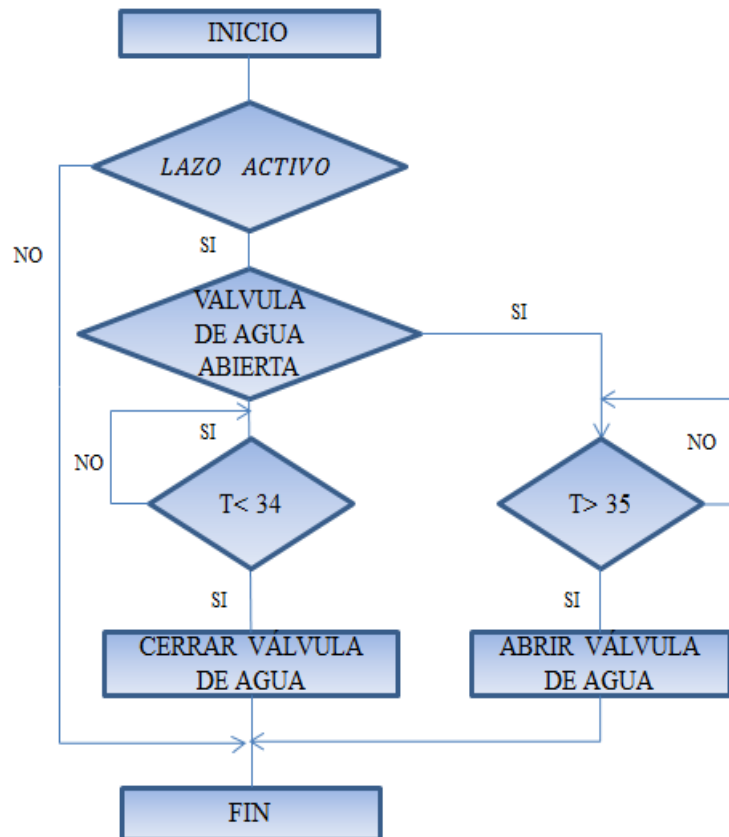 INICIO
LAZO ACTIVO
NO
SI
VALVULA
DE AGUA
ABIERTA
SI
SI
NO
T< 34
NO
T> 35
SI
SI
CERRAR VÁLVULA
DE AGUA
ABRIR VÁLVULA
DE AGUA
FIN